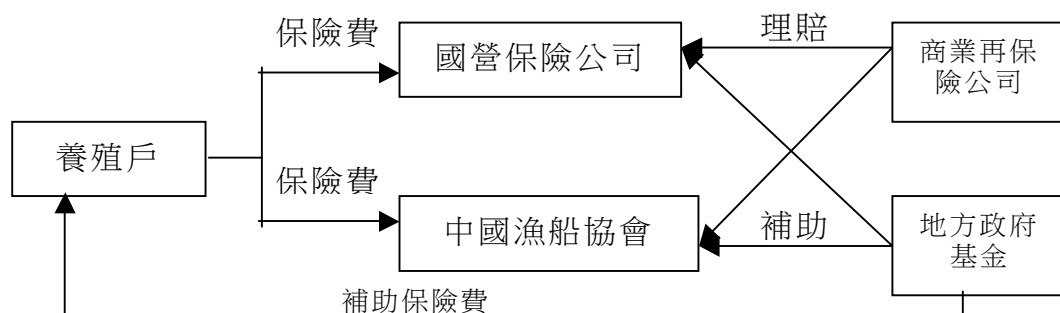 保險費
國營保險公司
理賠
商業再保
險公司
養殖戶
保險費
中國漁船協會
補助
地方政府
基金
補助保險費